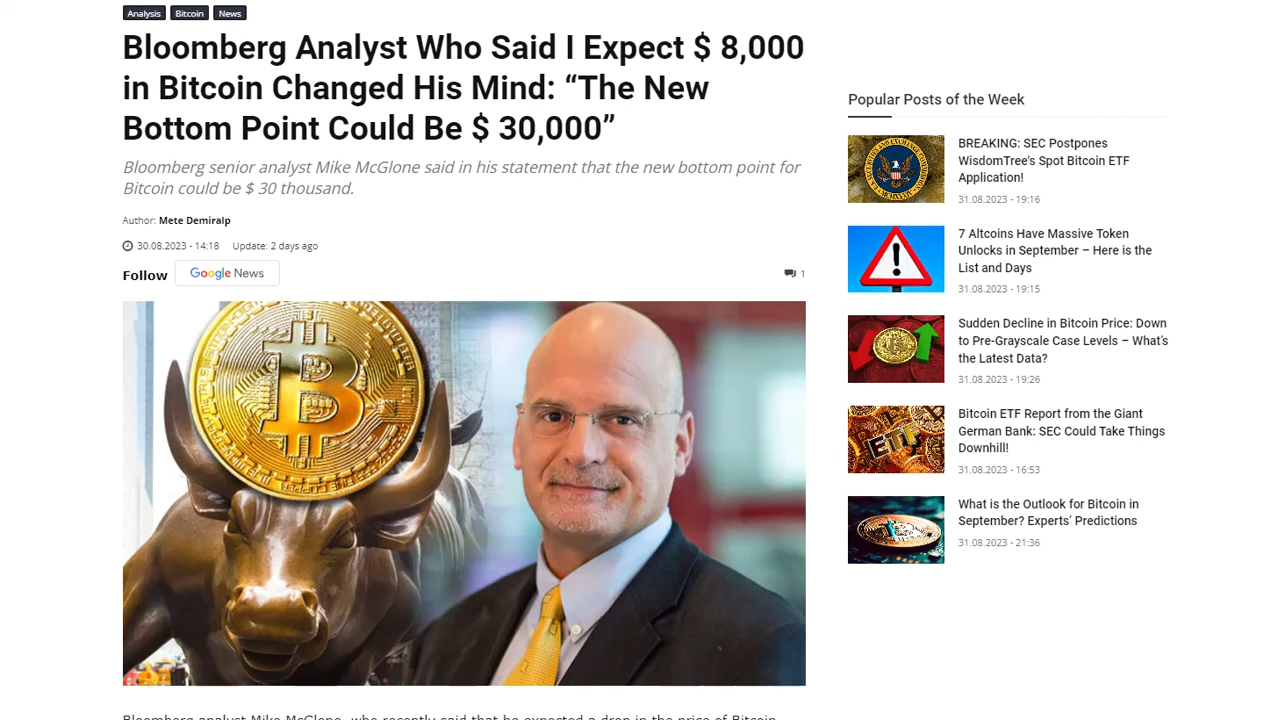 Analysis Bitcoin News
Bloomberg Analyst Who Said I Expect $ 8,000
in Bitcoin Changed His Mind: “The New
Bottom Point Could Be $ 30,000”
Bloomberg senior analyst Mike McGlone said in his statement that the new bottom point for
Bitcoin could be $ 30 thousand.
Author: Mete Demiralp
30.08.2023 - 14:18 Update: 2 days ago
Follow Google News 1
B
Bloomberg analyst Mike McGlone, who recently said that he expected a drop in the price of Bitcoin,
Popular Posts of the Week
BREAKING: SEC Postpones
WisdomTree's Spot Bitcoin ETF
Application!
31.08.2023 - 19:16
7 Altcoins Have Massive Token
Unlocks in September – Here is the
List and Days
31.08.2023 - 19:15
Sudden Decline in Bitcoin Price: Down
to Pre-Grayscale Case Levels – What's
the Latest Data?
31.08.2023 - 19:26
ETF
Bitcoin ETF Report from the Giant
German Bank: SEC Could Take Things
Downhill!
31.08.2023 - 16:53
What is the Outlook for Bitcoin in
September? Experts' Predictions
31.08.2023 - 21:36